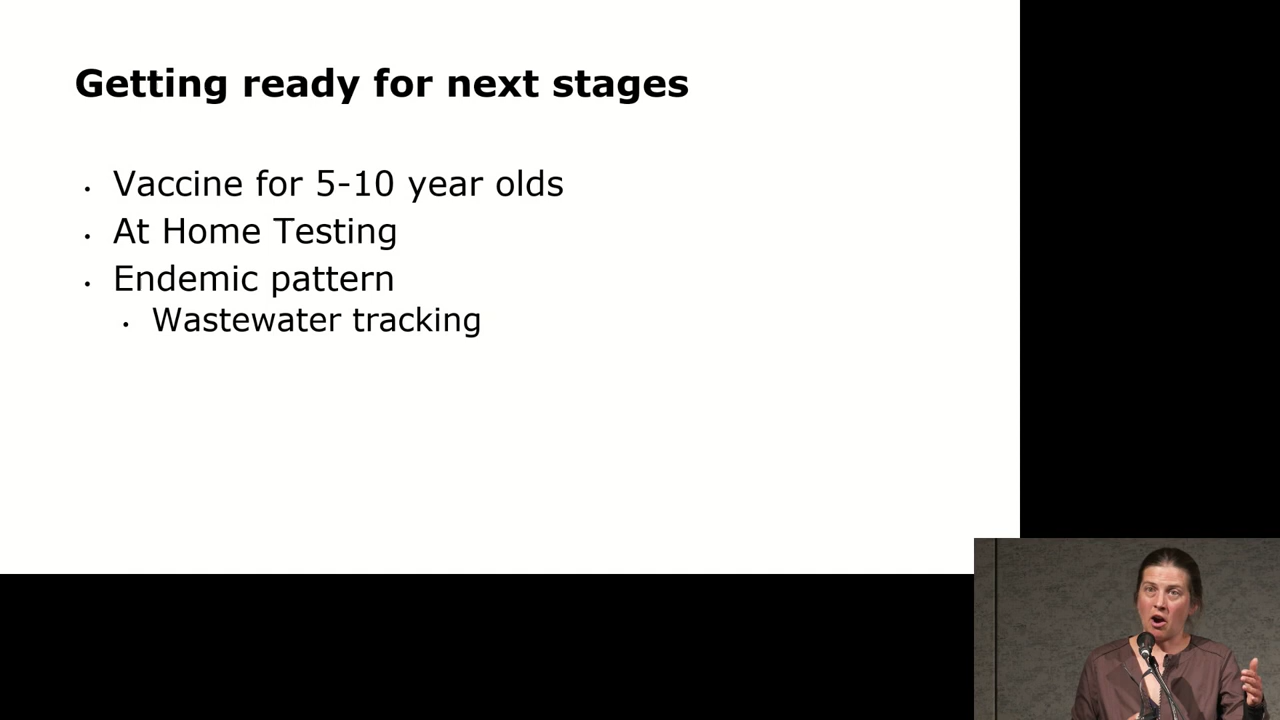 Getting ready for next stages
• Vaccine for 5-10 year olds
• At Home Testing
• Endemic pattern
• Wastewater tracking